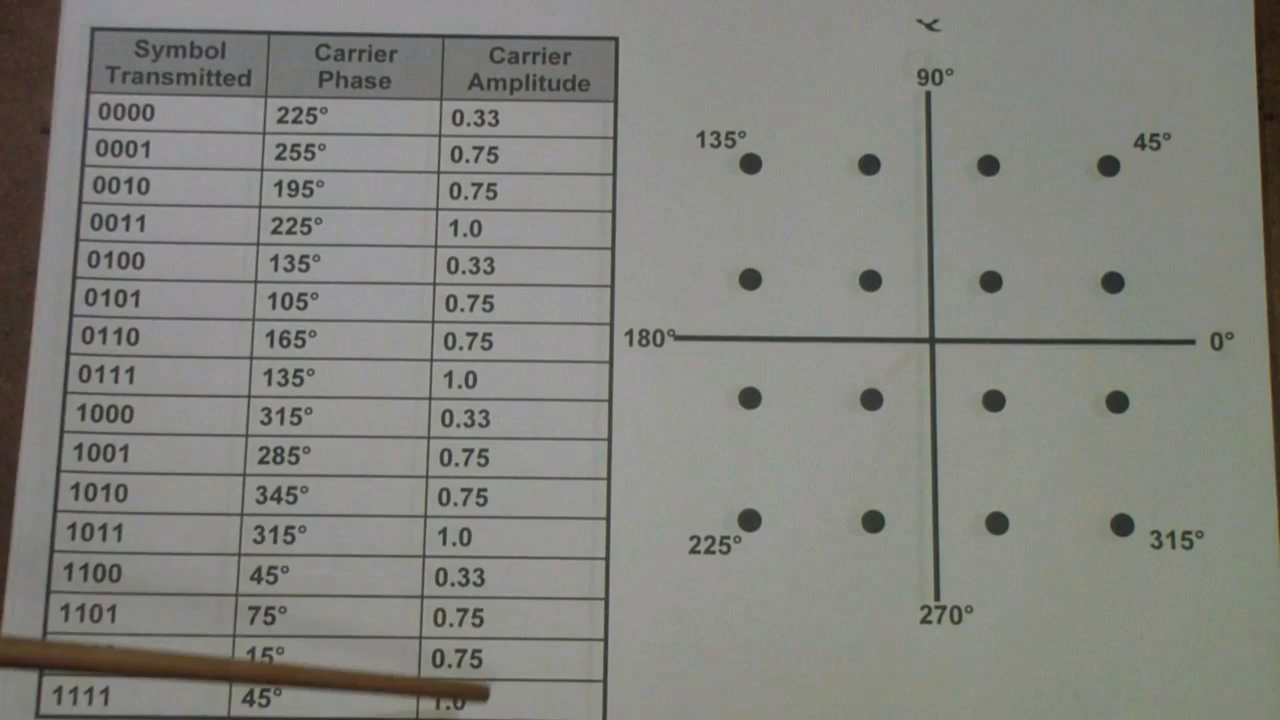 Symbol Transmitted Carrier Phase Carrier Amplitude
0000 225° 0.33
0001 255° 0.75
0010 195° 0.75
0011 225° 1.0
0100 135° 0.33
0101 105° 0.75
0110 165° 0.75
0111 135° 1.0
1000 315° 0.33
1001 285° 0.75
1010 345° 0.75
1011 315° 1.0
1100 45° 0.33
1101 75° 0.75
15° 0.75
1111 45° 1.0
90°
135°
45°
180°
0°
225°
315°
270°